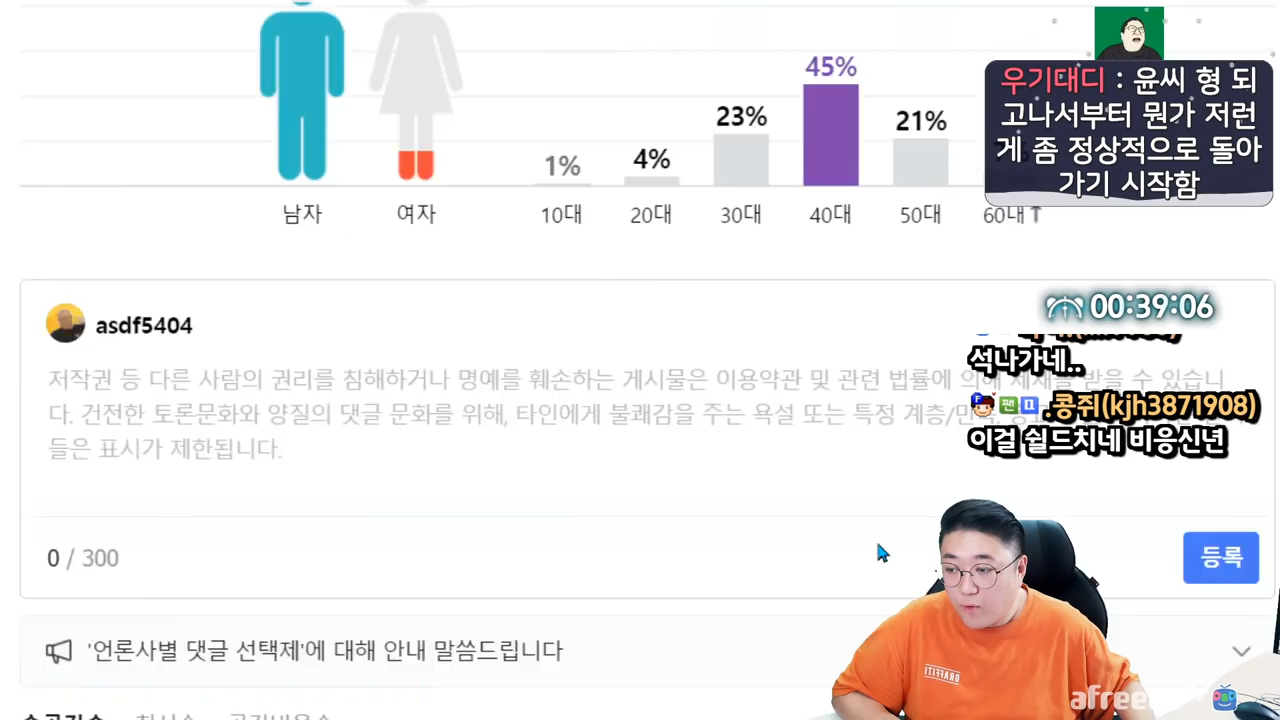 45%
23%
21%
4%
1%
남자
여자
10대
20대
30대
40대
50대
우기대디 : 윤씨 형 되
고나서부터 뭔가 저런
게 좀 정상적으로 돌아
가기 시작함
asdf5404
00:39:06
저작권 등 다른 사람의 권리를 침해하거나 명예를 훼손하는 게시물은 이용약관 및 관련 법률에 의해 제재를 받을 수 있습니
다. 건전한 토론문화와 양질의 댓글 문화를 위해, 타인에게 불쾌감을 주는 욕설 또는 특정 계층/민족,
들은 표시가 제한됩니다.
석나가네..
팬 .콩쥐(kjh3871908)
이걸 쉴드치네 비응신년
0 / 300
등록
GRAFFITI
'언론사별 댓글 선택제'에 대해 안내 말씀드립니다